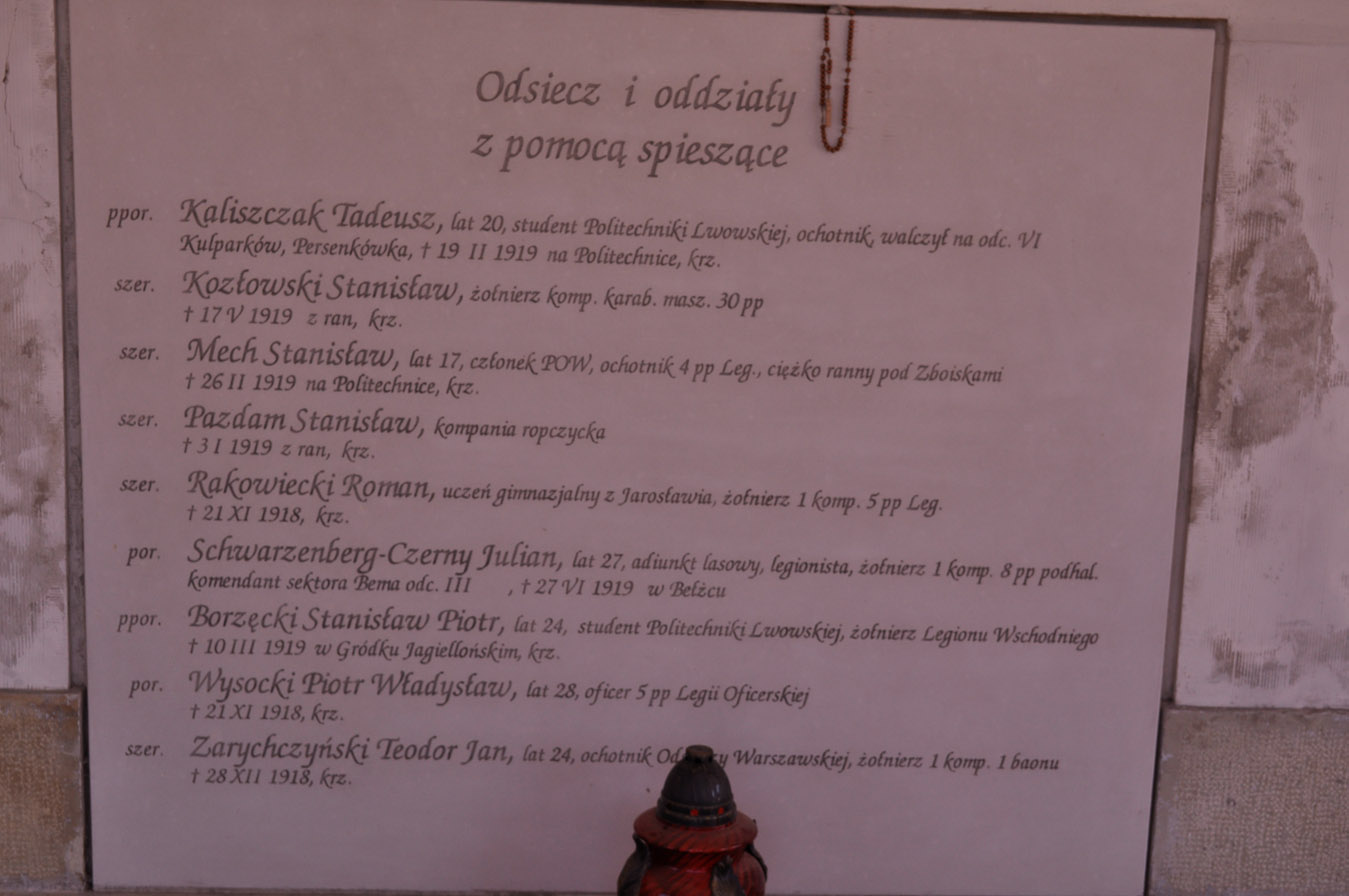 Odsiecz i oddziały
z pomocą spieszące
ppor. Kaliszczak Tadeusz, lat 20, student Politechniki Lwowskiej, ochotnik, walczył na odc. VI
Kulparków, Persenkówka, † 19 II 1919 na Politechnice, krz.
szer. Kozłowski Stanisław, żołnierz komp. karab. masz. 30 pp
† 17 V 1919 z ran, krz.
szer. Mech Stanisław, lat 17, członek POW, ochotnik 4 pp Leg., ciężko ranny pod Zboiskami
† 26 II 1919 na Politechnice, krz.
szer. Pazdam Stanisław, kompania ropczycka
† 3 I 1919 z ran, krz.
szer. Rakowiecki Roman, uczeń gimnazjalny z Jarosławia, żołnierz 1 komp. 5 pp Leg.
† 21 XI 1918, krz.
por. Schwarzenberg-Czerny Julian, lat 27, adiunkt lasowy, legionista, żołnierz 1 komp. 8 pp podhal.
komendant sektora Bema odc. III , † 27 VI 1919 w Bełżcu
ppor. Borzęcki Stanisław Piotr, lat 24, student Politechniki Lwowskiej, żołnierz Legionu Wschodniego
† 10 III 1919 w Gródku Jagiellońskim, krz.
por. Wysocki Piotr Władysław, lat 28, oficer 5 pp Legii Oficerskiej
† 21 XI 1918, krz.
szer. Zarychczyński Teodor Jan, lat 24, ochotnik Warszawskiej, żołnierz 1 komp. 1 baonu
† 28 XII 1918, krz.